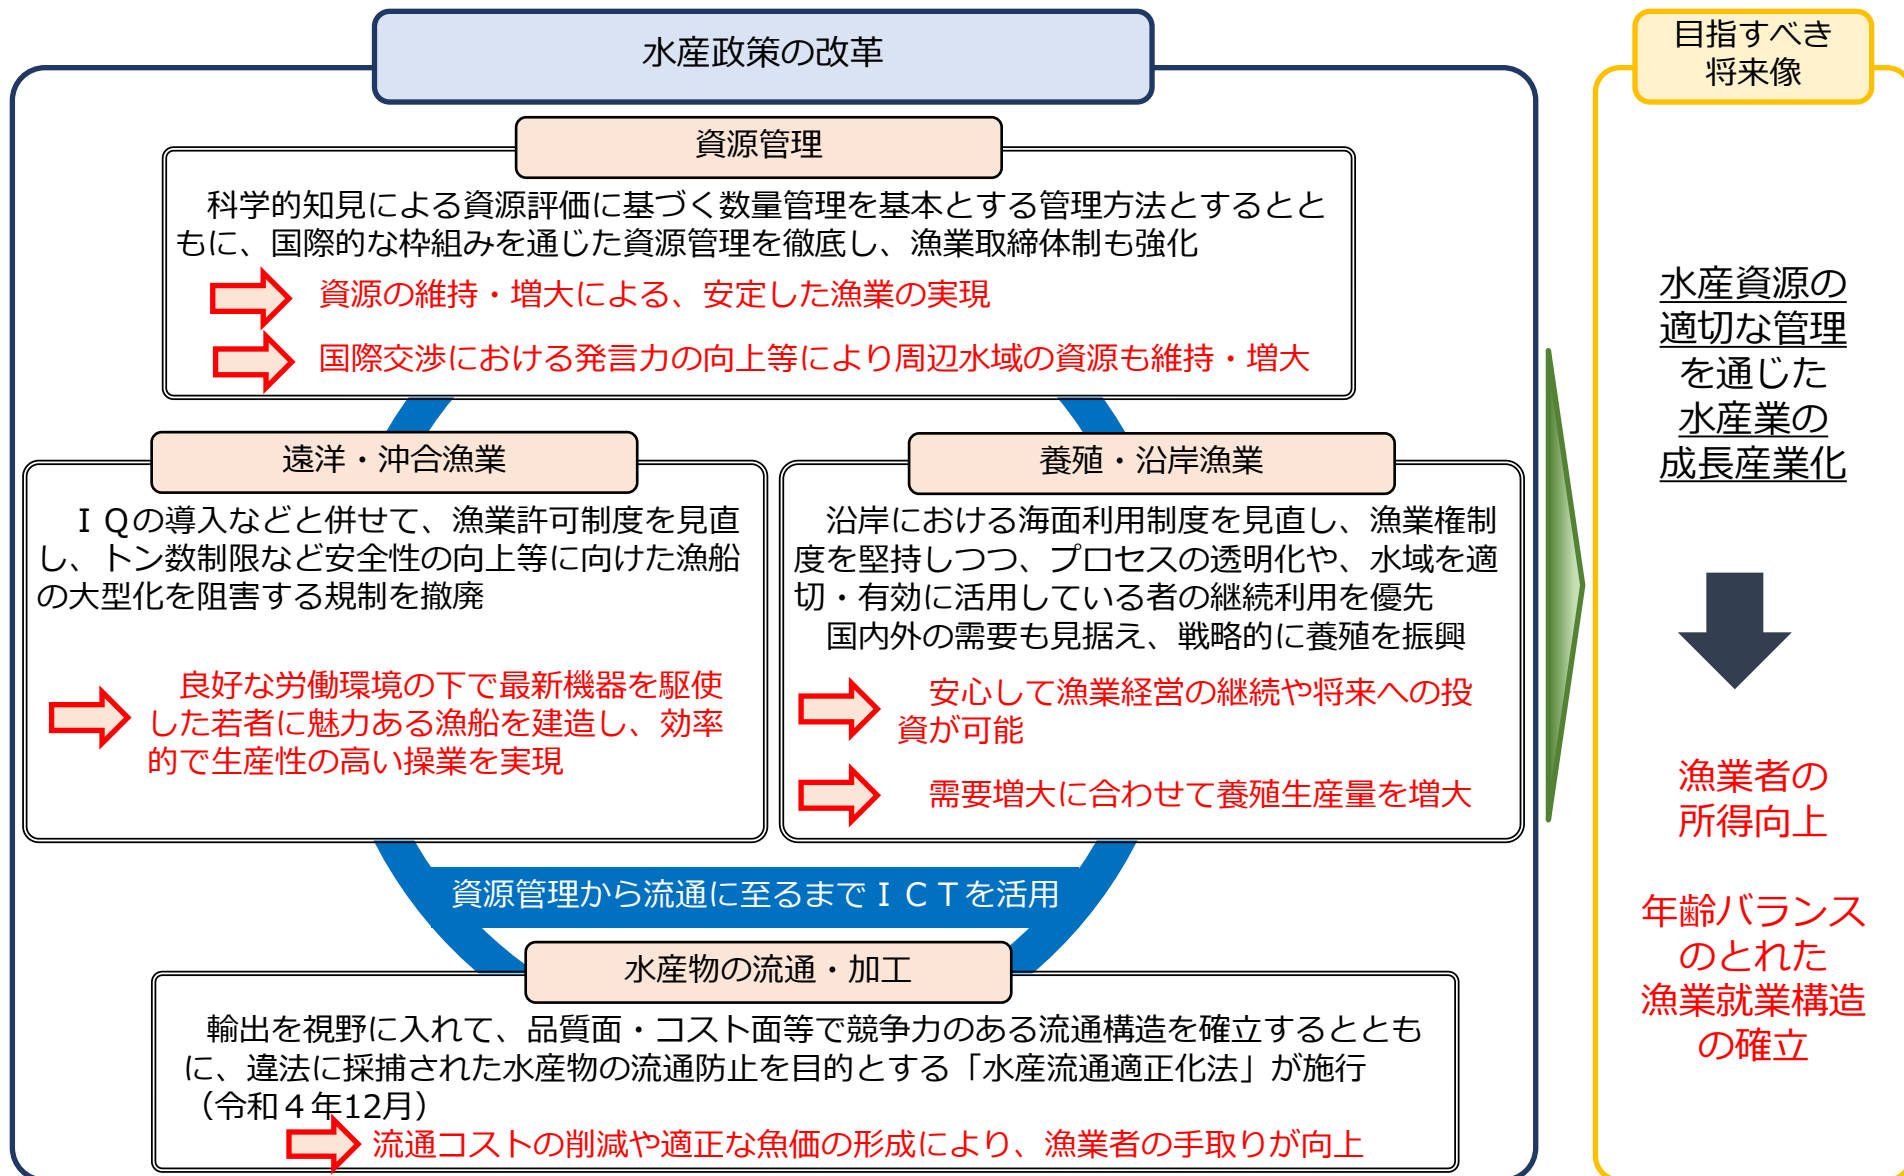 水産政策の改革
資源管理
科学的知見による資源評価に基づく数量管理を基本とする管理方法とするとと
もに、国際的な枠組みを通じた資源管理を徹底し、漁業取締体制も強化
資源の維持・増大による、安定した漁業の実現
国際交渉における発言力の向上等により周辺水域の資源も維持・増大
遠洋・沖合漁業
ＩＱの導入などと併せて、漁業許可制度を見直
し、トン数制限など安全性の向上等に向けた漁船
の大型化を阻害する規制を撤廃
良好な労働環境の下で最新機器を駆使
した若者に魅力ある漁船を建造し、効率
的で生産性の高い操業を実現
養殖・沿岸漁業
沿岸における海面利用制度を見直し、漁業権制
度を堅持しつつ、プロセスの透明化や、水域を適
切・有効に活用している者の継続利用を優先
国内外の需要も見据え、戦略的に養殖を振興
安心して漁業経営の継続や将来への投
資が可能
需要増大に合わせて養殖生産量を増大
資源管理から流通に至るまでＩＣＴを活用
水産物の流通・加工
輸出を視野に入れて、品質面・コスト面等で競争力のある流通構造を確立するととも
に、違法に採捕された水産物の流通防止を目的とする「水産流通適正化法」が施行
（令和４年12月）
流通コストの削減や適正な魚価の形成により、漁業者の手取りが向上
目指すべき
将来像
水産資源の
適切な管理
を通じた
水産業の
成長産業化
漁業者の
所得向上
年齢バランス
のとれた
漁業就業構造
の確立